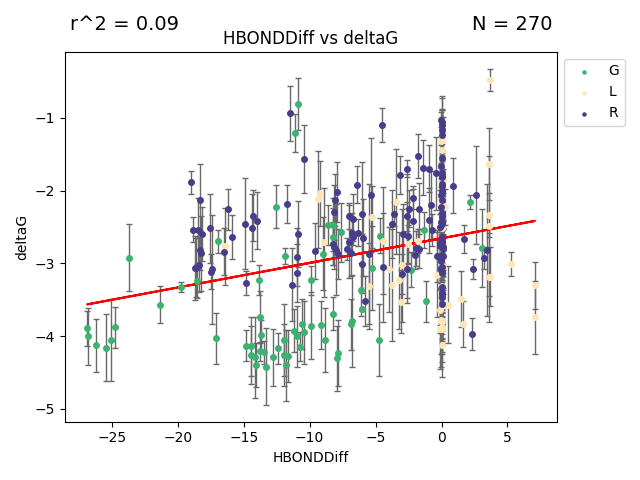 r^2 = 0.09 N = 270
HBONDDiff vs deltaG
G
L
R
deltaG
−1
−2
−3
−4
−5
−25 −20 −15 −10 −5 0 5
HBONDDiff